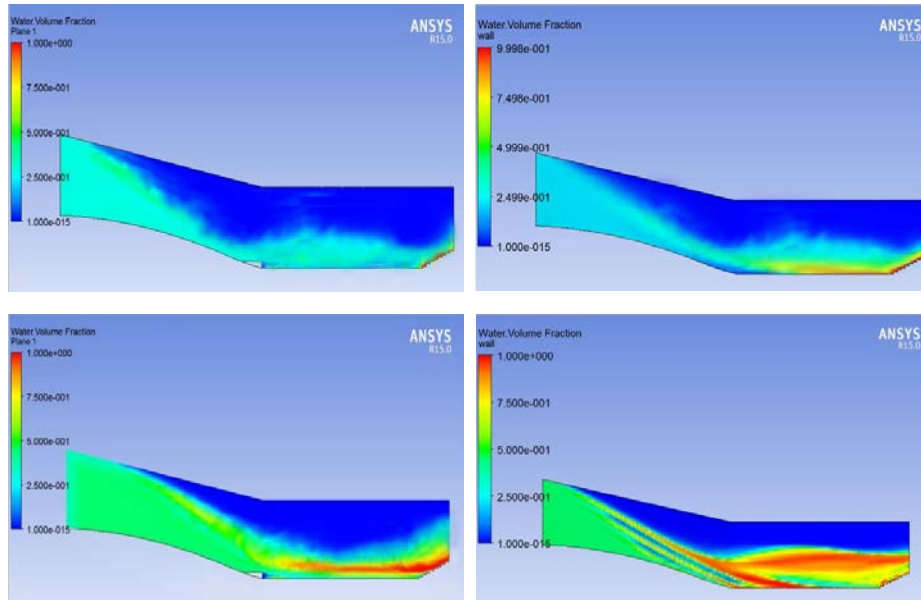 Water.Volume Fraction
Plane 1
1.000e+000
7.500e-001
5.000e-001
2.500e-001
1.000e-015
ANSYS
R15.0
Water.Volume Fraction
wall
9.998e-001
7.498e-001
4.999e-001
2.499e-001
1.000e-015
ANSYS
R15.0
Water.Volume Fraction
Plane 1
1.000e+000
7.500e-001
5.000e-001
2.500e-001
1.000e-015
ANSYS
R15.0
Water.Volume Fraction
wall
1.000e+000
7.500e-001
5.000e-001
2.500e-001
1.000e-015
ANSYS
R15.0